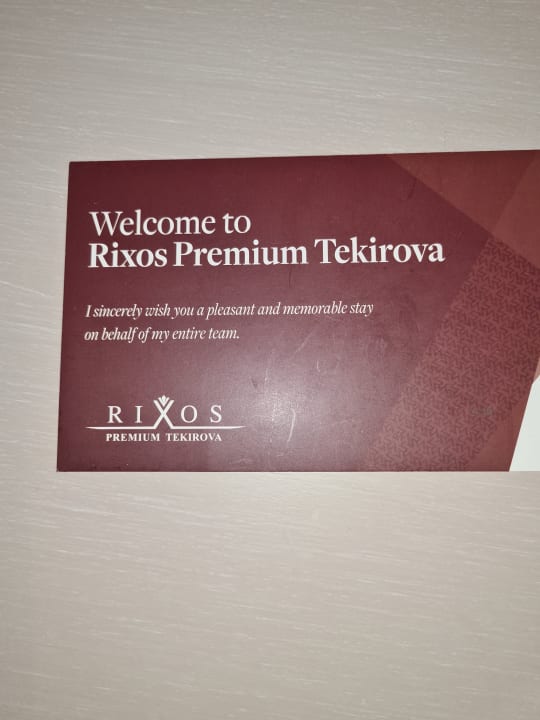 Welcome to
Rixos Premium Tekirova
I sincerely wish you a pleasant and memorable stay
on behalf of my entire team.
RIXOS
PREMIUM TEKIROVA